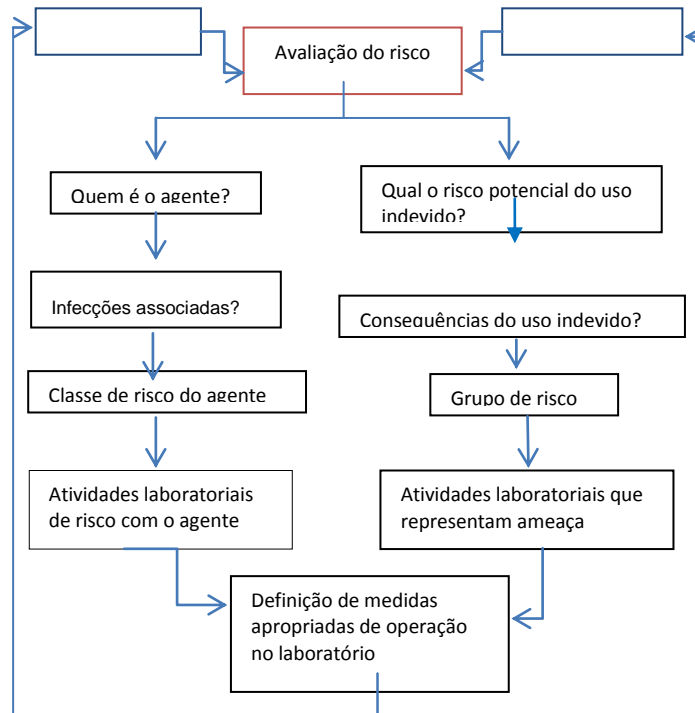 Avaliação do risco
Quem é o agente?
Qual o risco potencial do uso
indevido?
Infecções associadas?
Consequências do uso indevido?
Classe de risco do agente
Grupo de risco
Atividades laboratoriais
de risco com o agente
Atividades laboratoriais que
representam ameaça
Definição de medidas
apropriadas de operação
no laboratório